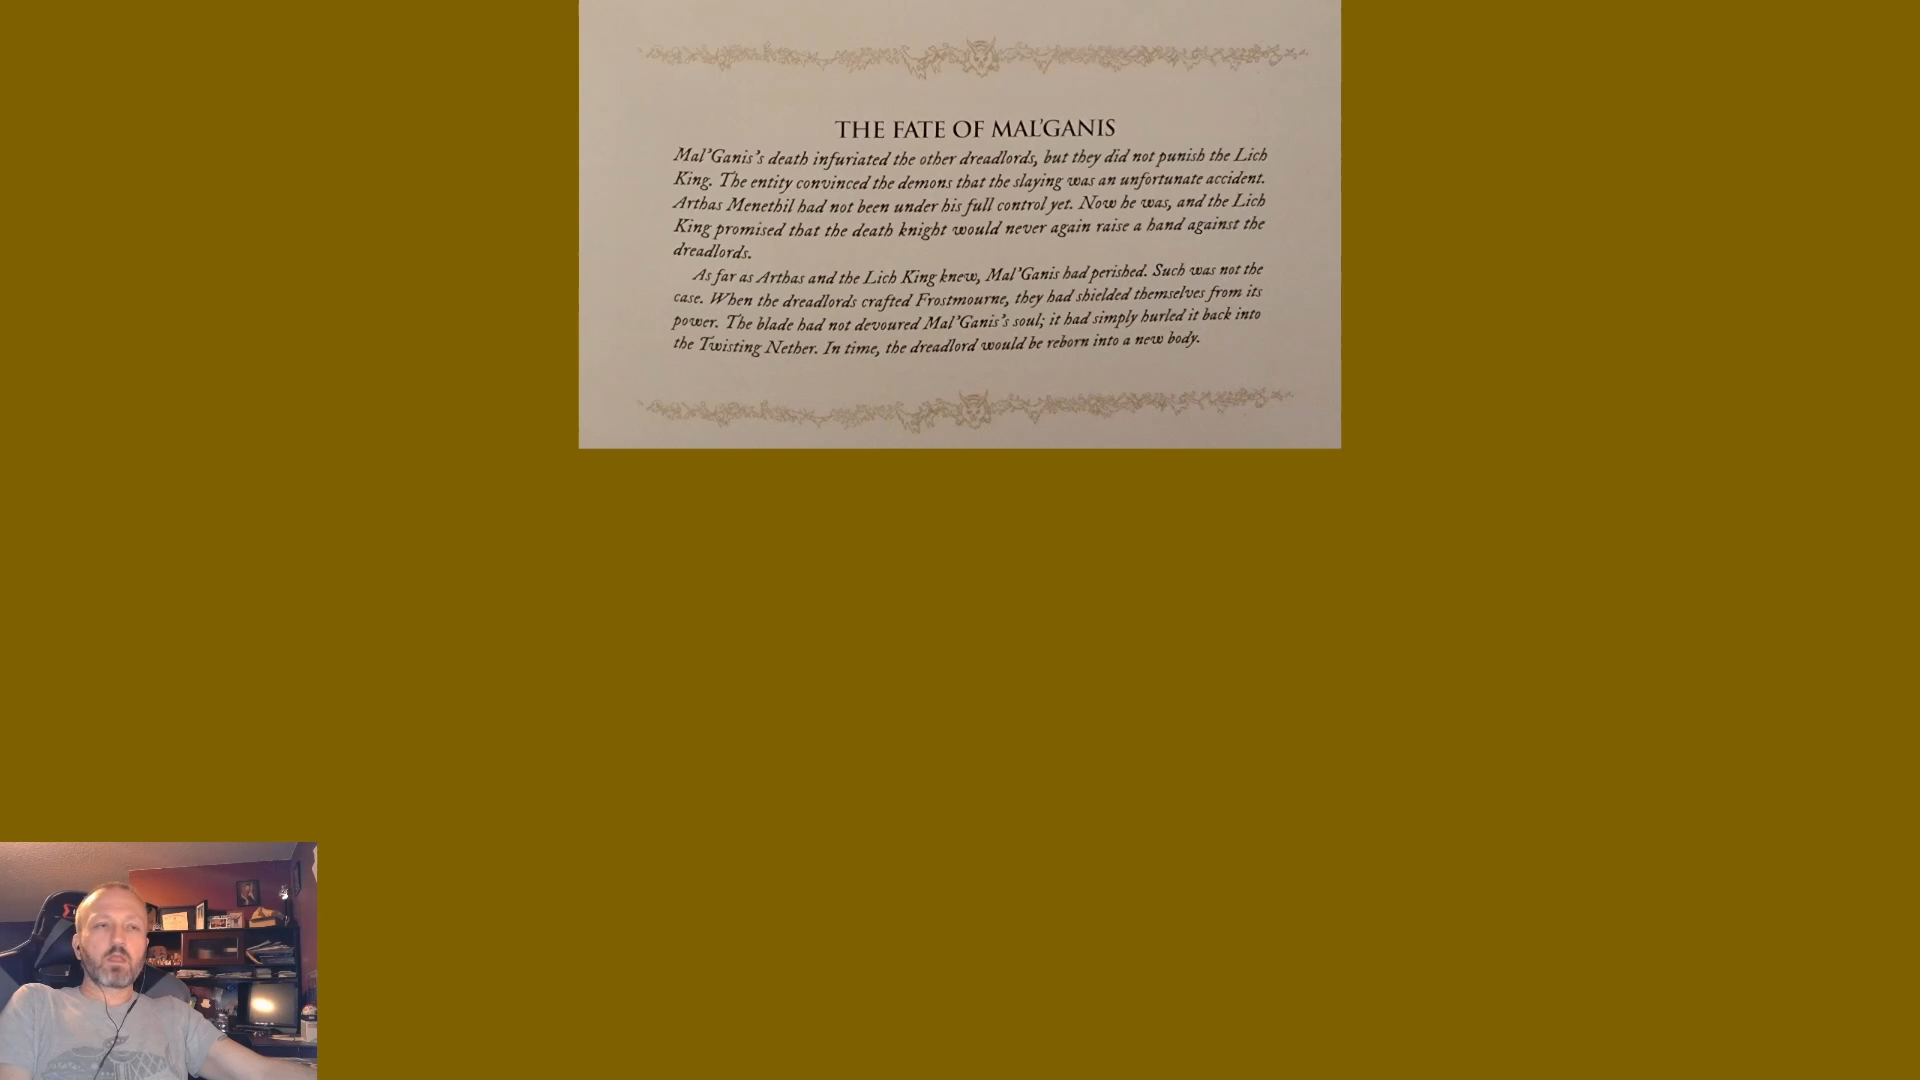 THE FATE OF MAL'GANIS
Mal'Ganis's death infuriated the other dreadlords, but they did not punish the Lich
King. The entity convinced the demons that the slaying was an unfortunate accident.
Arthas Menethil had not been under his full control yet. Now he was, and the Lich
King promised that the death knight would never again raise a hand against the
dreadlords.
As far as Arthas and the Lich King knew, Mal'Ganis had perished. Such was not the
case. When the dreadlords crafted Frostmourne, they had shielded themselves from its
power. The blade had not devoured Mal'Ganis's soul; it had simply hurled it back into
the Twisting Nether. In time, the dreadlord would be reborn into a new body.